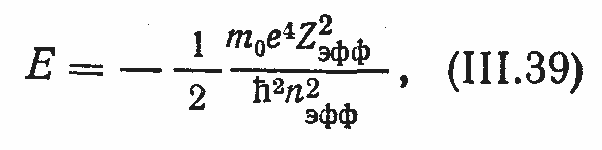 E = − 1/2 m₀e⁴Z²эфф / ħ²n²эфф , (III.39)